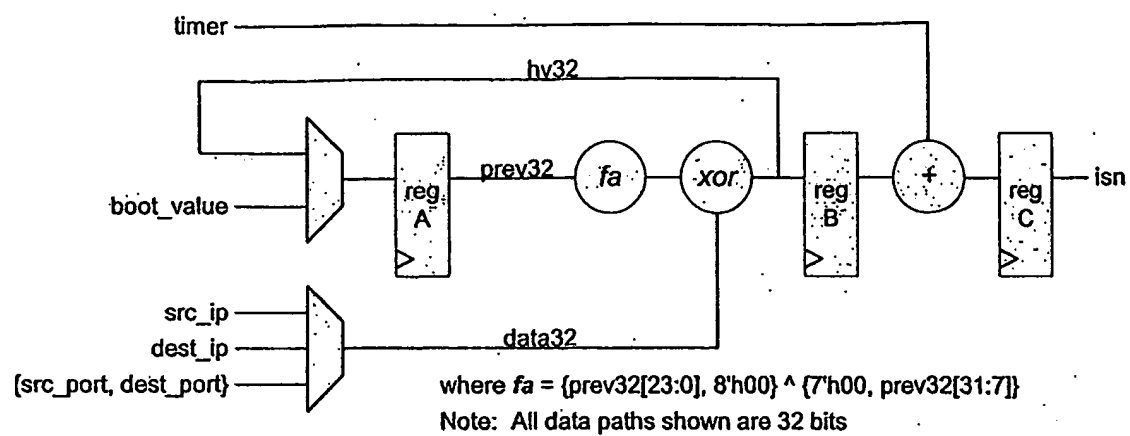 timer
hv32
boot_value
reg
A
prev32
fa
xor
reg
B
+
reg
C
isn
src_ip
dest_ip
{src_port, dest_port}
data32
where fa = {prev32[23:0], 8'h00} ^ {7'h00, prev32[31:7]}
Note: All data paths shown are 32 bits